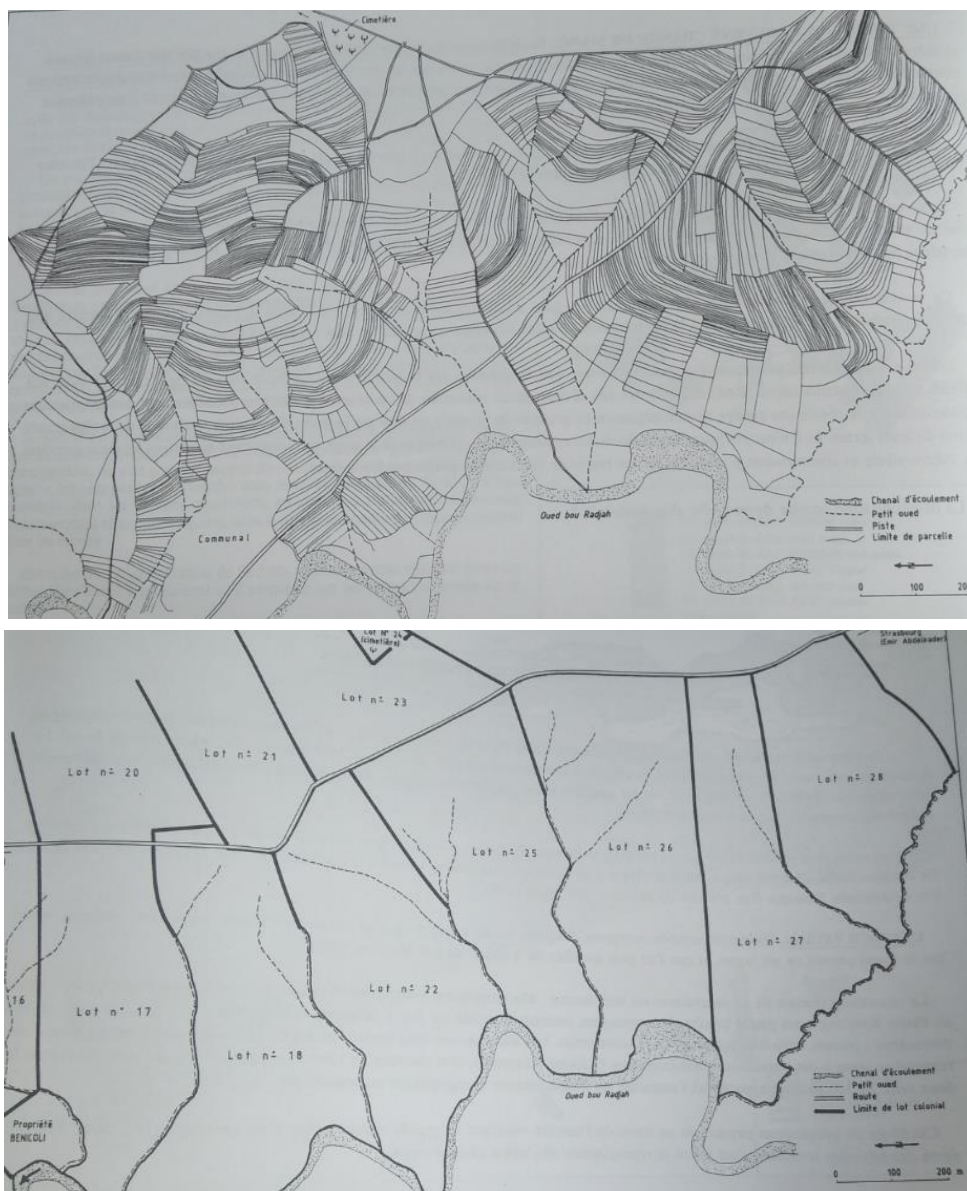 Cimetière
Communal
Oued bou Radjah
Chenal d'écoulement
Petit oued
Piste
Limite de parcelle
N
0 100 20
Lot N° 24
(cimetière)
Strasbourg
(Emir Abdelkader)
Lot n° 23
Lot n° 21
Lot n° 20
Lot n° 28
Lot n° 25
Lot n° 26
Lot n° 27
Lot n° 22
16
Lot n° 17
Lot n° 18
Oued bou Radjah
Propriété
BENICOLI
Chenal d'écoulement
Petit oued
Route
Limite de lot colonial
N
0 100 200 m